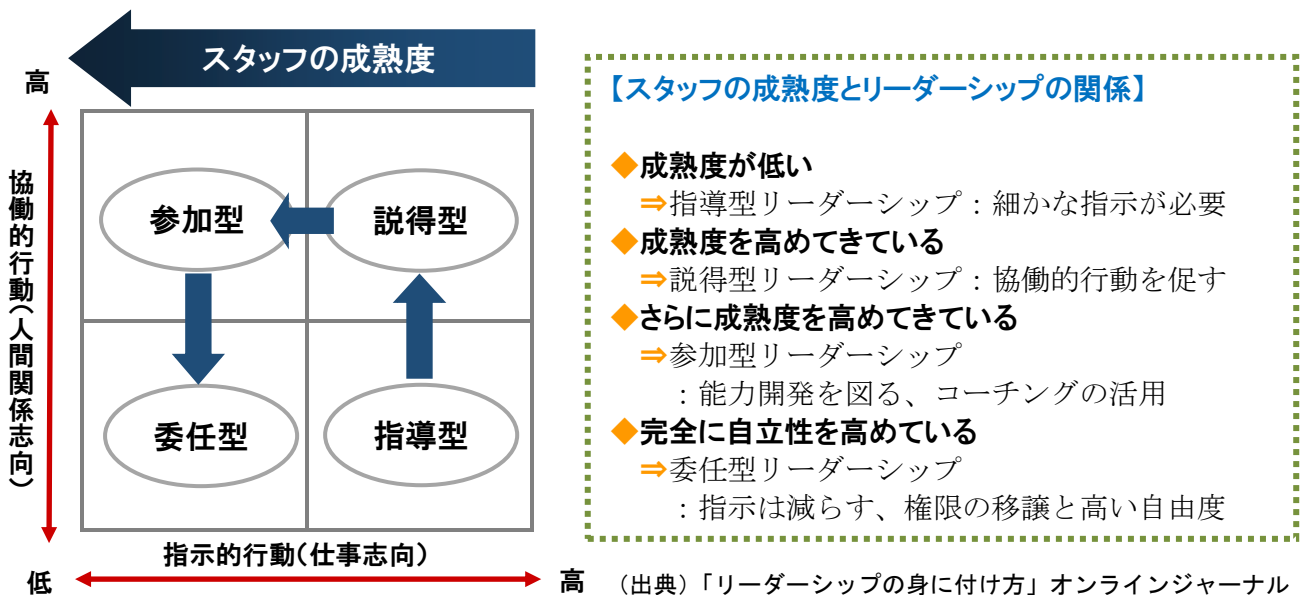 スタッフの成熟度
高
協働的行動(人間関係志向)
参加型
説得型
委任型
指導型
指示的行動(仕事志向)
低
高
【スタッフの成熟度とリーダーシップの関係】
◆成熟度が低い
⇒指導型リーダーシップ：細かな指示が必要
◆成熟度を高めてきている
⇒説得型リーダーシップ：協働的行動を促す
◆さらに成熟度を高めてきている
⇒参加型リーダーシップ
：能力開発を図る、コーチングの活用
◆完全に自立性を高めている
⇒委任型リーダーシップ
：指示は減らす、権限の移譲と高い自由度
（出典）「リーダーシップの身に付け方」オンラインジャーナル